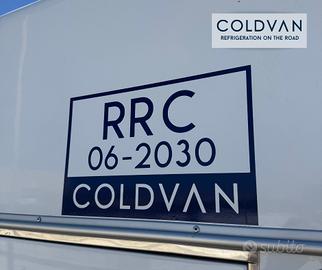 COLDVAN
REFRIGERATION ON THE ROAD
RRC
06-2030
COLDVAN
subito